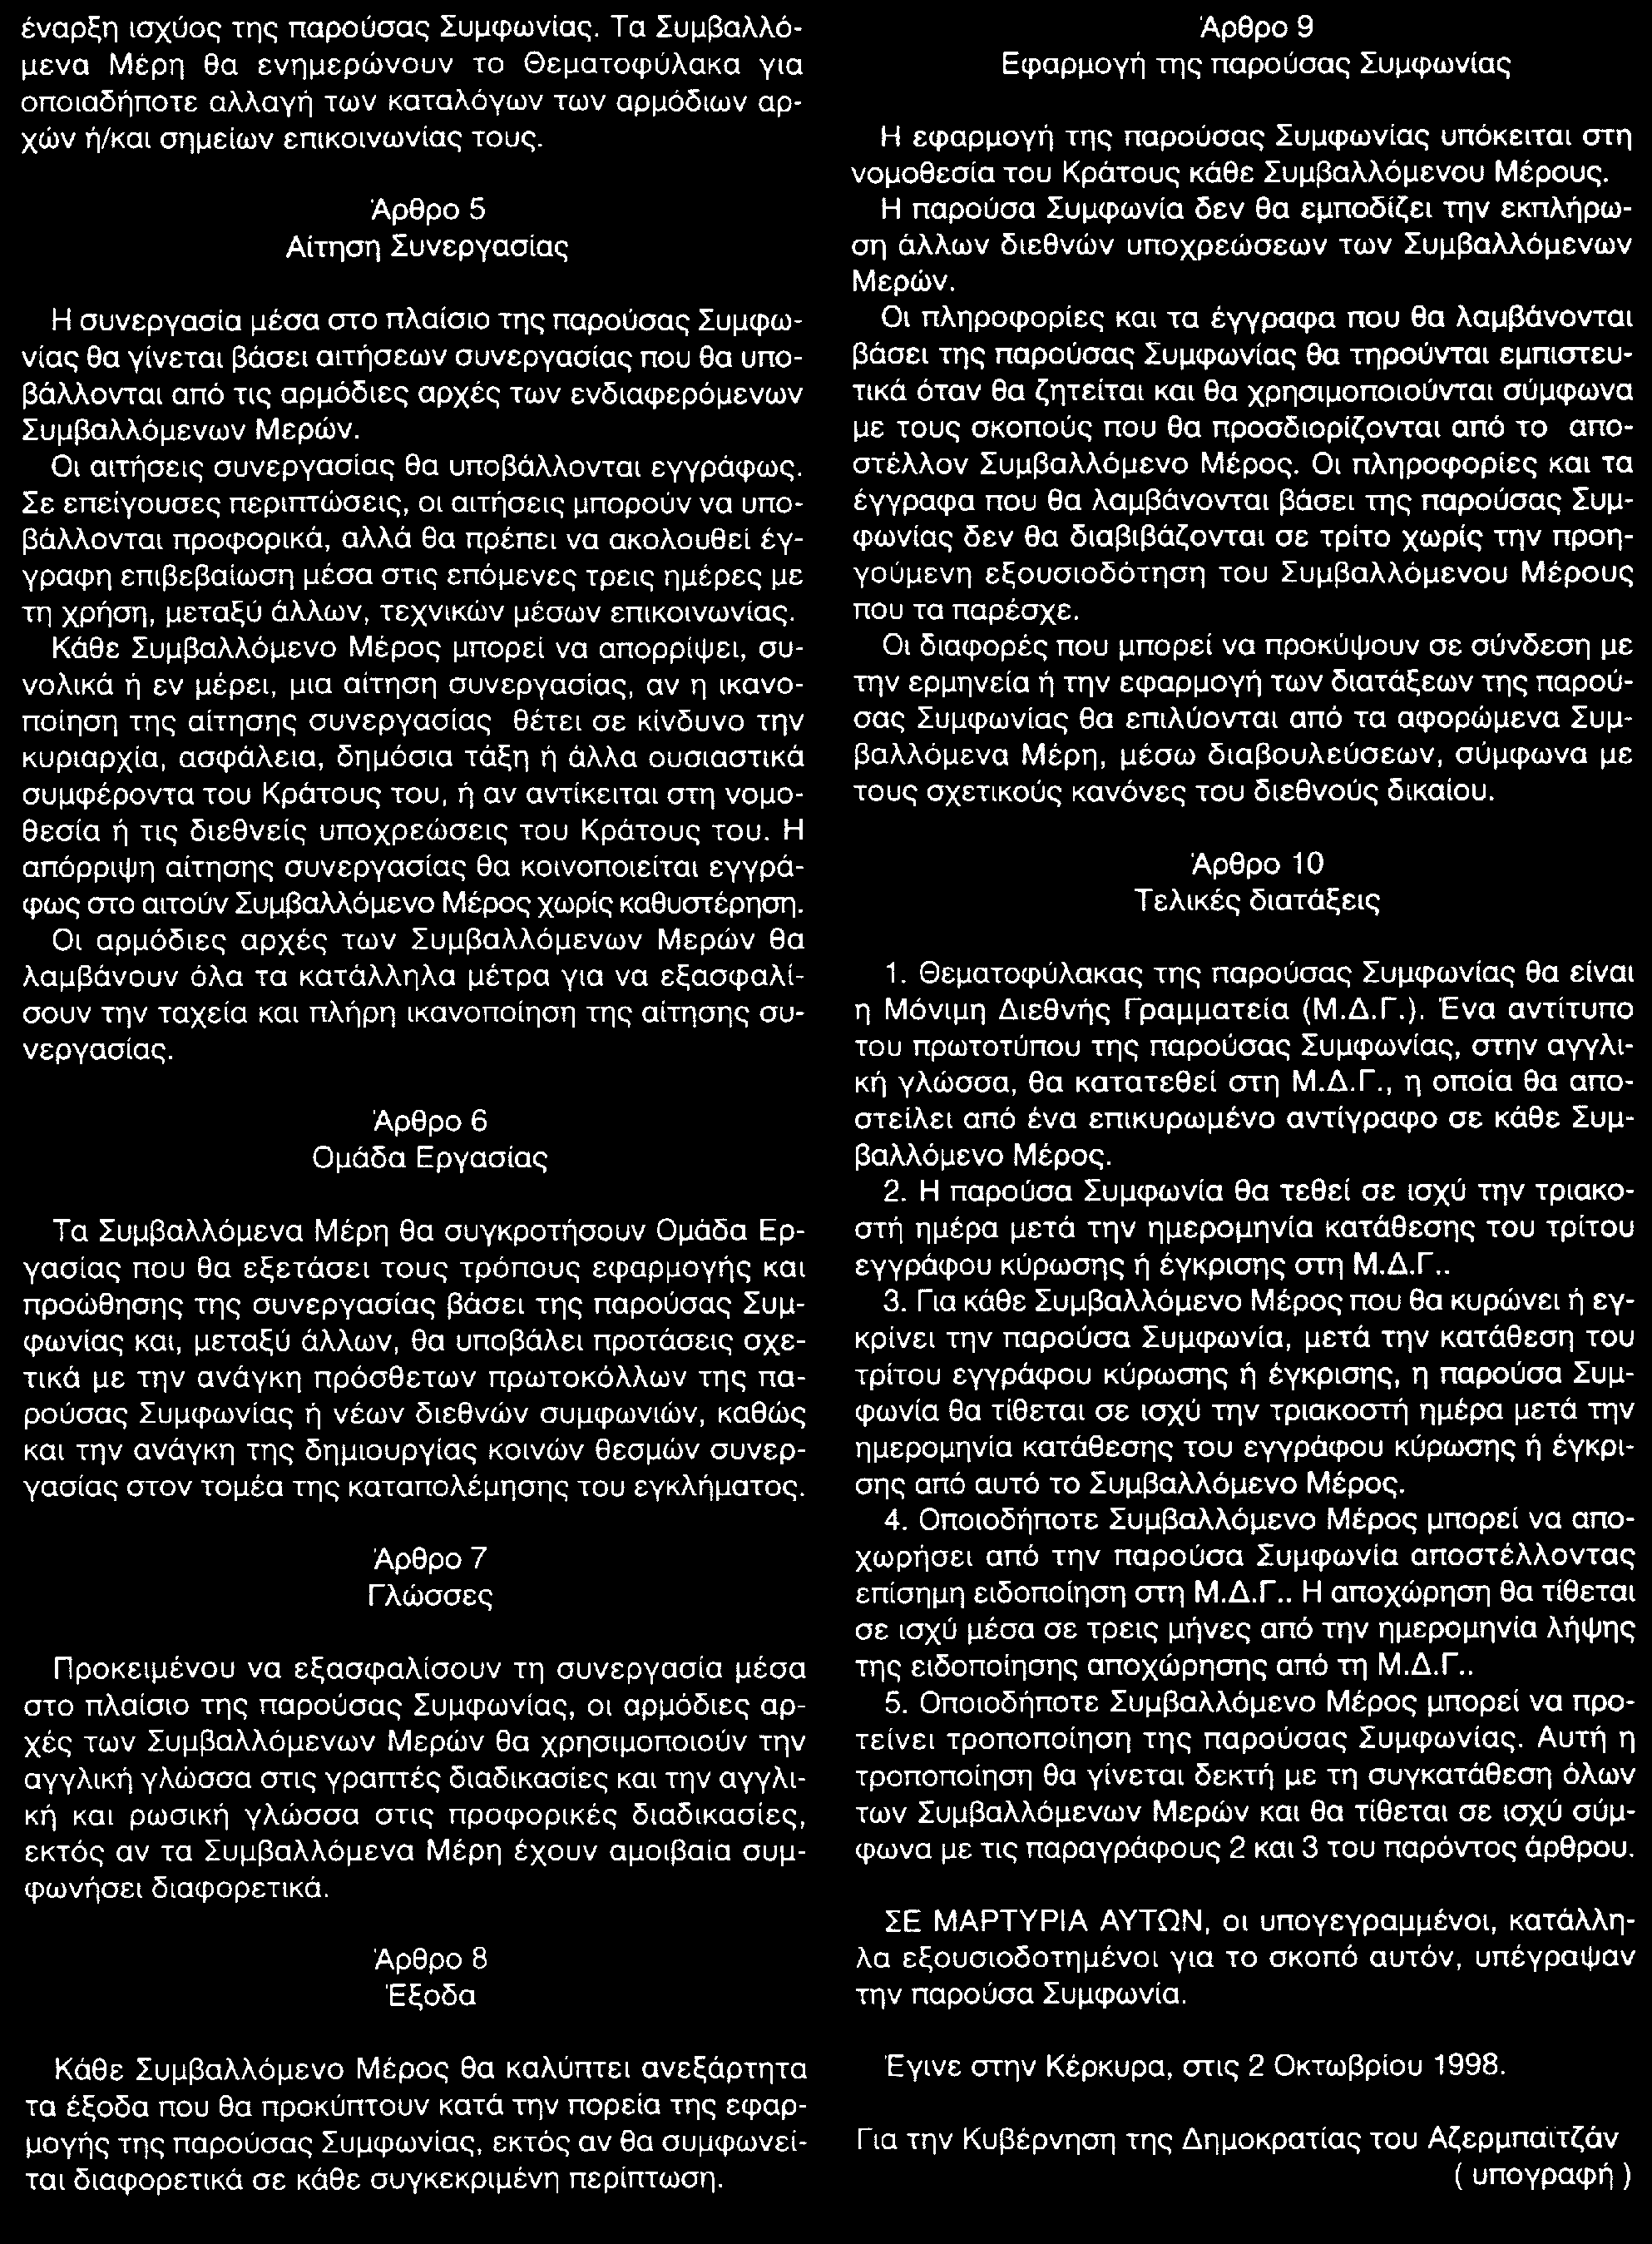 έναρξη ισχύος της παρούσας Συμφωνίας. Τα Συμβαλλό-
μενα Μέρη θα ενημερώνουν το Θεματοφύλακα για
οποιαδήποτε αλλαγή των καταλόγων των αρμόδιων αρ-
χών ή/και σημείων επικοινωνίας τους.
Άρθρο 5
Αίτηση Συνεργασίας
Η συνεργασία μέσα στο πλαίσιο της παρούσας Συμφω-
νίας θα γίνεται βάσει αιτήσεων συνεργασίας που θα υπο-
βάλλονται από τις αρμόδιες αρχές των ενδιαφερόμενων
Συμβαλλόμενων Μερών.
Οι αιτήσεις συνεργασίας θα υποβάλλονται εγγράφως.
Σε επείγουσες περιπτώσεις, οι αιτήσεις μπορούν να υπο-
βάλλονται προφορικά, αλλά θα πρέπει να ακολουθεί έγ-
γραφη επιβεβαίωση μέσα στις επόμενες τρεις ημέρες με
τη χρήση, μεταξύ άλλων, τεχνικών μέσων επικοινωνίας.
Κάθε Συμβαλλόμενο Μέρος μπορεί να απορρίψει, συ-
νολικά ή εν μέρει, μια αίτηση συνεργασίας, αν η ικανο-
ποίηση της αίτησης συνεργασίας θέτει σε κίνδυνο την
κυριαρχία, ασφάλεια, δημόσια τάξη ή άλλα ουσιαστικά
συμφέροντα του Κράτους του, ή αν αντίκειται στη νομο-
θεσία ή τις διεθνείς υποχρεώσεις του Κράτους του. Η
απόρριψη αίτησης συνεργασίας θα κοινοποιείται εγγρά-
φως στο αιτούν Συμβαλλόμενο Μέρος χωρίς καθυστέρηση.
Οι αρμόδιες αρχές των Συμβαλλόμενων Μερών θα
λαμβάνουν όλα τα κατάλληλα μέτρα για να εξασφαλί-
σουν την ταχεία και πλήρη ικανοποίηση της αίτησης συ-
νεργασίας.
Άρθρο 6
Ομάδα Εργασίας
Τα Συμβαλλόμενα Μέρη θα συγκροτήσουν Ομάδα Ερ-
γασίας που θα εξετάσει τους τρόπους εφαρμογής και
προώθησης της συνεργασίας βάσει της παρούσας Συμ-
φωνίας και, μεταξύ άλλων, θα υποβάλει προτάσεις σχε-
τικά με την ανάγκη πρόσθετων πρωτοκόλλων της πα-
ρούσας Συμφωνίας ή νέων διεθνών συμφωνιών, καθώς
και την ανάγκη της δημιουργίας κοινών θεσμών συνερ-
γασίας στον τομέα της καταπολέμησης του εγκλήματος.
Άρθρο 7
Γλώσσες
Προκειμένου να εξασφαλίσουν τη συνεργασία μέσα
στο πλαίσιο της παρούσας Συμφωνίας, οι αρμόδιες αρ-
χές των Συμβαλλόμενων Μερών θα χρησιμοποιούν την
αγγλική γλώσσα στις γραπτές διαδικασίες και την αγγλι-
κή και ρωσική γλώσσα στις προφορικές διαδικασίες,
εκτός αν τα Συμβαλλόμενα Μέρη έχουν αμοιβαία συμ-
φωνήσει διαφορετικά.
Άρθρο 8
Έξοδα
Κάθε Συμβαλλόμενο Μέρος θα καλύπτει ανεξάρτητα
τα έξοδα που θα προκύπτουν κατά την πορεία της εφαρ-
μογής της παρούσας Συμφωνίας, εκτός αν θα συμφωνεί-
ται διαφορετικά σε κάθε συγκεκριμένη περίπτωση.
Άρθρο 9
Εφαρμογή της παρούσας Συμφωνίας
Η εφαρμογή της παρούσας Συμφωνίας υπόκειται στη
νομοθεσία του Κράτους κάθε Συμβαλλόμενου Μέρους.
Η παρούσα Συμφωνία δεν θα εμποδίζει την εκπλήρω-
ση άλλων διεθνών υποχρεώσεων των Συμβαλλόμενων
Μερών.
Οι πληροφορίες και τα έγγραφα που θα λαμβάνονται
βάσει της παρούσας Συμφωνίας θα τηρούνται εμπιστευ-
τικά όταν θα ζητείται και θα χρησιμοποιούνται σύμφωνα
με τους σκοπούς που θα προσδιορίζονται από το απο-
στέλλον Συμβαλλόμενο Μέρος. Οι πληροφορίες και τα
έγγραφα που θα λαμβάνονται βάσει της παρούσας Συμ-
φωνίας δεν θα διαβιβάζονται σε τρίτο χωρίς την προη-
γούμενη εξουσιοδότηση του Συμβαλλόμενου Μέρους
που τα παρέσχε.
Οι διαφορές που μπορεί να προκύψουν σε σύνδεση με
την ερμηνεία ή την εφαρμογή των διατάξεων της παρού-
σας Συμφωνίας θα επιλύονται από τα αφορώμενα Συμ-
βαλλόμενα Μέρη, μέσω διαβουλεύσεων, σύμφωνα με
τους σχετικούς κανόνες του διεθνούς δικαίου.
Άρθρο 10
Τελικές διατάξεις
1. Θεματοφύλακας της παρούσας Συμφωνίας θα είναι
η Μόνιμη Διεθνής Γραμματεία (Μ.Δ.Γ.). Ένα αντίτυπο
του πρωτοτύπου της παρούσας Συμφωνίας, στην αγγλι-
κή γλώσσα, θα κατατεθεί στη Μ.Δ.Γ., η οποία θα απο-
στείλει από ένα επικυρωμένο αντίγραφο σε κάθε Συμ-
βαλλόμενο Μέρος.
2. Η παρούσα Συμφωνία θα τεθεί σε ισχύ την τριακο-
στή ημέρα μετά την ημερομηνία κατάθεσης του τρίτου
εγγράφου κύρωσης ή έγκρισης στη Μ.Δ.Γ..
3. Για κάθε Συμβαλλόμενο Μέρος που θα κυρώνει ή εγ-
κρίνει την παρούσα Συμφωνία, μετά την κατάθεση του
τρίτου εγγράφου κύρωσης ή έγκρισης, η παρούσα Συμ-
φωνία θα τίθεται σε ισχύ την τριακοστή ημέρα μετά την
ημερομηνία κατάθεσης του εγγράφου κύρωσης ή έγκρι-
σης από αυτό το Συμβαλλόμενο Μέρος.
4. Οποιοδήποτε Συμβαλλόμενο Μέρος μπορεί να απο-
χωρήσει από την παρούσα Συμφωνία αποστέλλοντας
επίσημη ειδοποίηση στη Μ.Δ.Γ.. Η αποχώρηση θα τίθεται
σε ισχύ μέσα σε τρεις μήνες από την ημερομηνία λήψης
της ειδοποίησης αποχώρησης από τη Μ.Δ.Γ..
5. Οποιοδήποτε Συμβαλλόμενο Μέρος μπορεί να προ-
τείνει τροποποίηση της παρούσας Συμφωνίας. Αυτή η
τροποποίηση θα γίνεται δεκτή με τη συγκατάθεση όλων
των Συμβαλλόμενων Μερών και θα τίθεται σε ισχύ σύμ-
φωνα με τις παραγράφους 2 και 3 του παρόντος άρθρου.
ΣΕ ΜΑΡΤΥΡΙΑ ΑΥΤΩΝ, οι υπογεγραμμένοι, κατάλλη-
λα εξουσιοδοτημένοι για το σκοπό αυτόν, υπέγραψαν
την παρούσα Συμφωνία.
Έγινε στην Κέρκυρα, στις 2 Οκτωβρίου 1998.
Για την Κυβέρνηση της Δημοκρατίας του Αζερμπαϊτζάν
( υπογραφή )